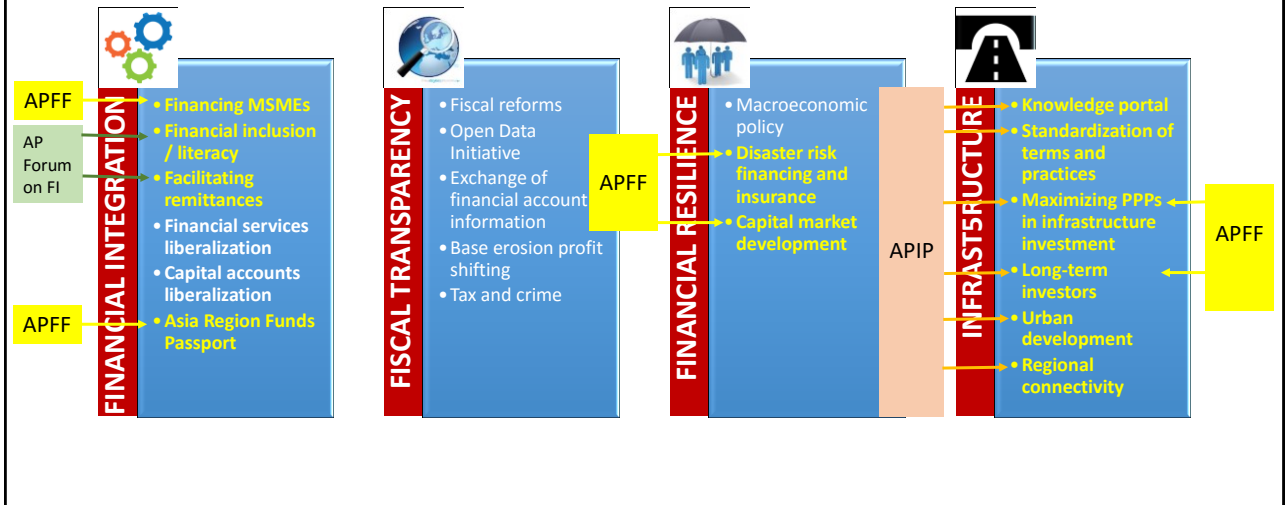 APFF
AP
Forum
on FI
APFF
FINANCIAL INTEGRATION
• Financing MSMEs
• Financial inclusion
/ literacy
• Facilitating
remittances
• Financial services
liberalization
• Capital accounts
liberalization
• Asia Region Funds
Passport
FISCAL TRANSPARENCY
• Fiscal reforms
• Open Data
Initiative
• Exchange of
financial account
information
• Base erosion profit
shifting
• Tax and crime
APFF
FINANCIAL RESILIENCE
• Macroeconomic
policy
• Disaster risk
financing and
insurance
• Capital market
development
APIP
INFRAST5RUCTURE
• Knowledge portal
• Standardization of
terms and
practices
• Maximizing PPPs
in infrastructure
investment
• Long-term
investors
• Urban
development
• Regional
connectivity
APFF